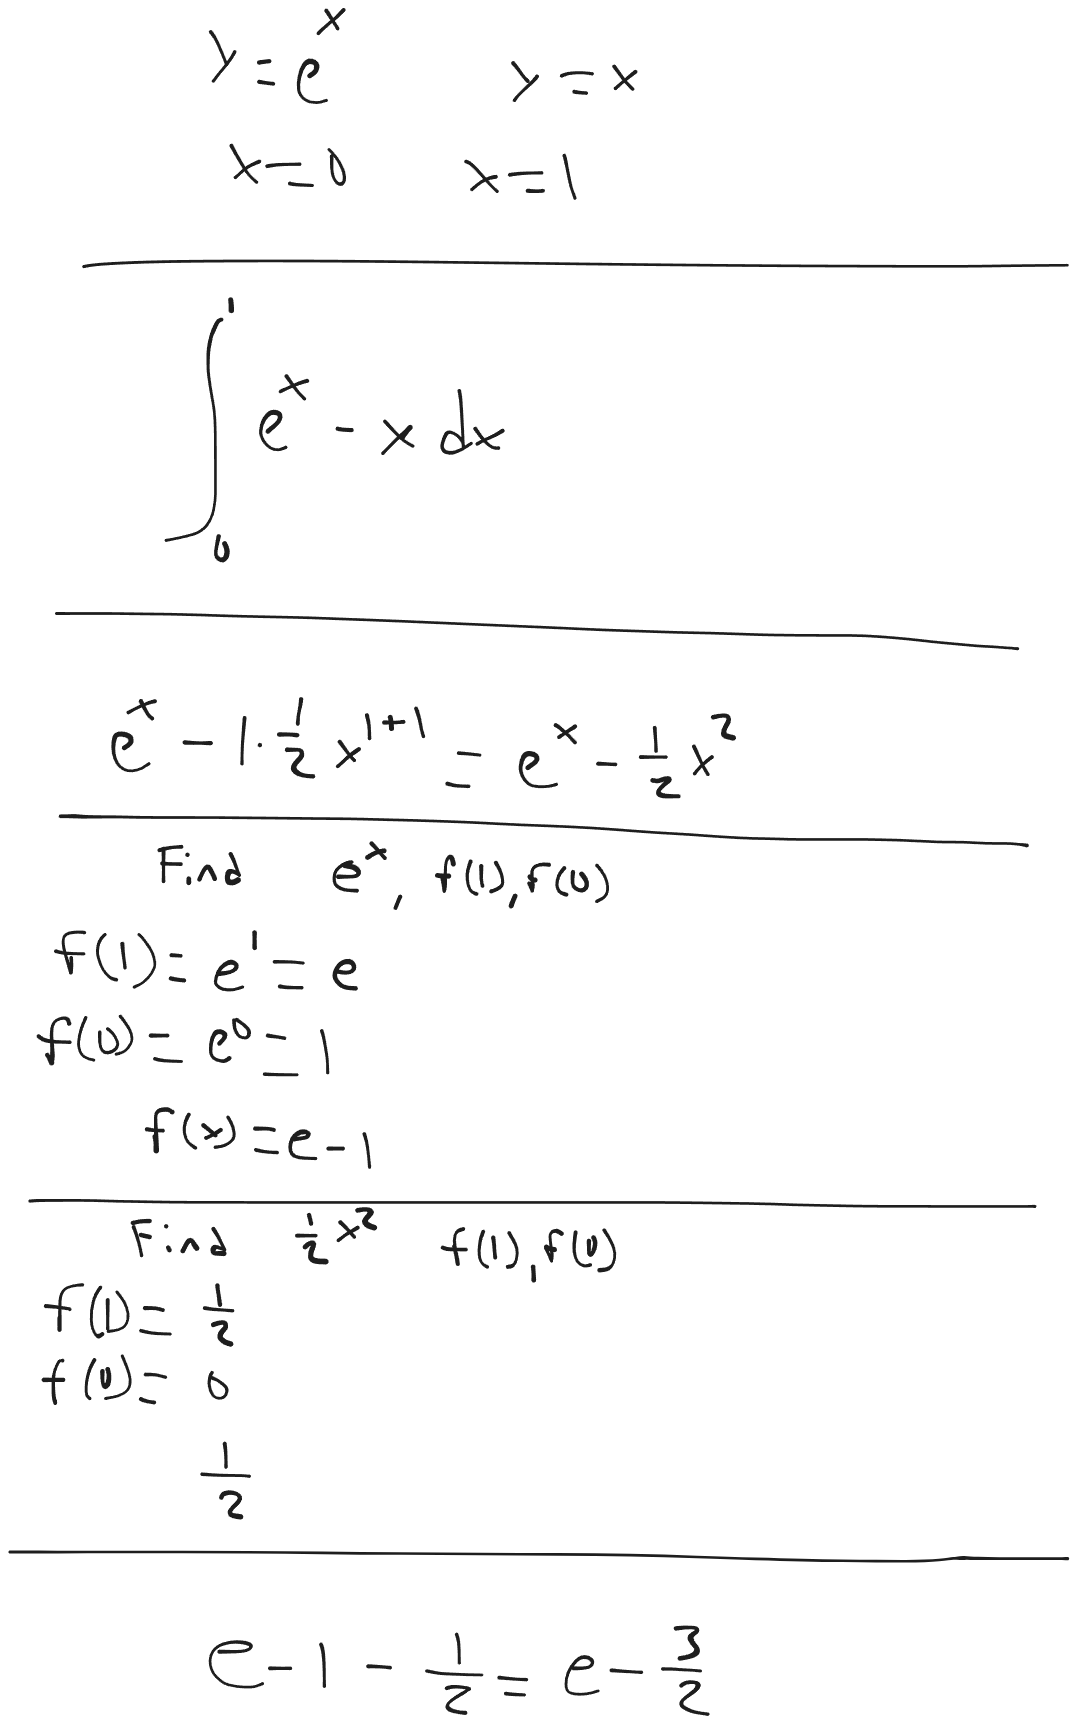 y = e^x    y = x
x = 0    x = 1
∫_0^1 e^x - x dx
e^x - 1 · 1/2 x^{1+1} = e^x - 1/2 x^2
Find e^x, f(1), f(0)
f(1) = e^1 = e
f(0) = e^0 = 1
f(x) = e - 1
Find 1/2 x^2 f(1), f(0)
f(1) = 1/2
f(0) = 0
1/2
e - 1 - 1/2 = e - 3/2